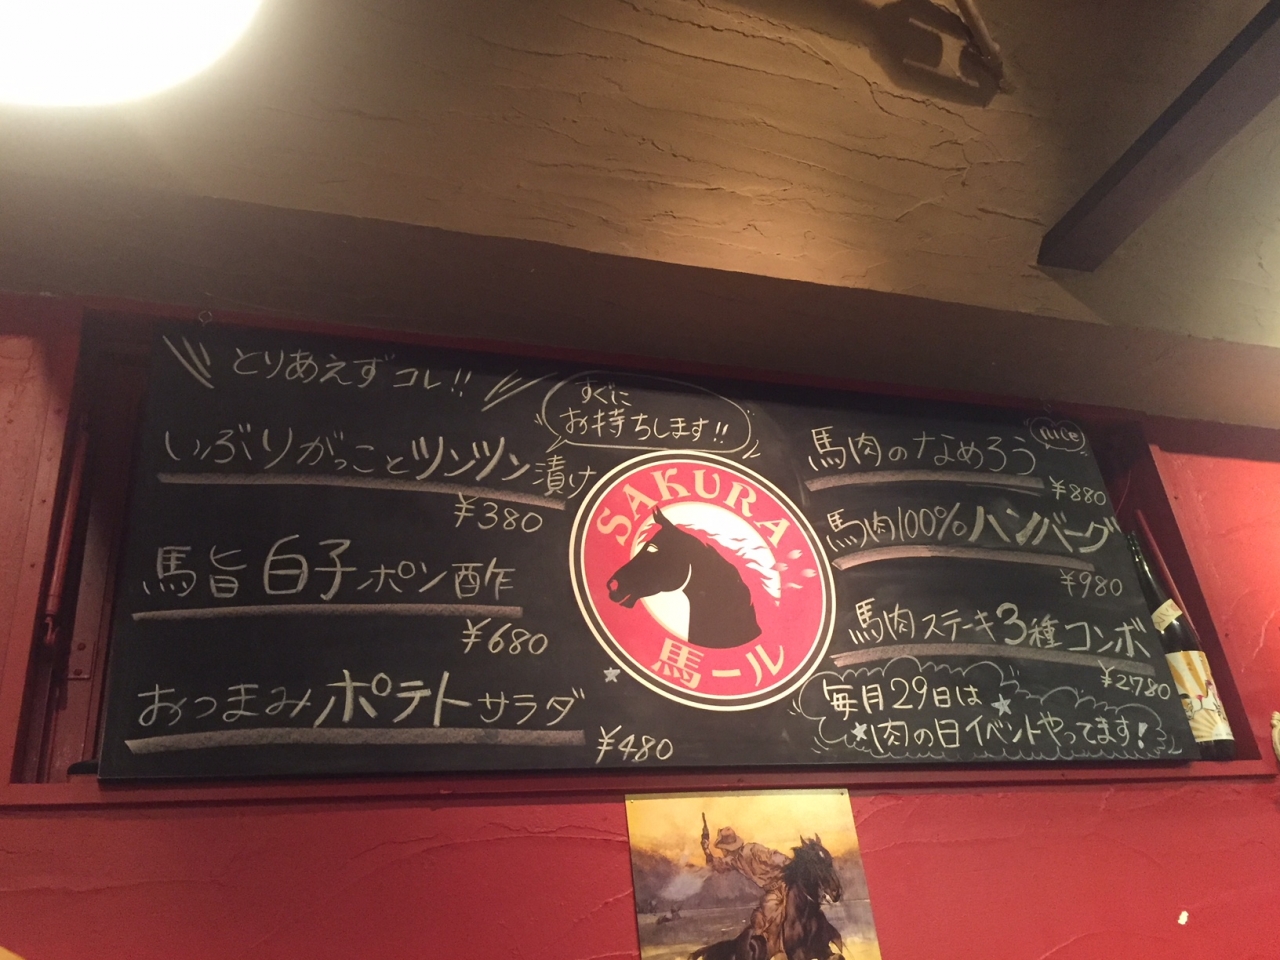 とりあえずコレ!!
すぐに
お持ちします!!
いぶりがっことツンツン漬け
¥380
馬旨白子ポン酢
¥680
おつまみポテトサラダ
¥480
SAKURA
馬ール
nice
馬肉のなめろう
¥880
馬肉100%ハンバーグ
¥980
馬肉ステーキ3種コンボ
¥2780
毎月29日は
肉の日イベントやってます!